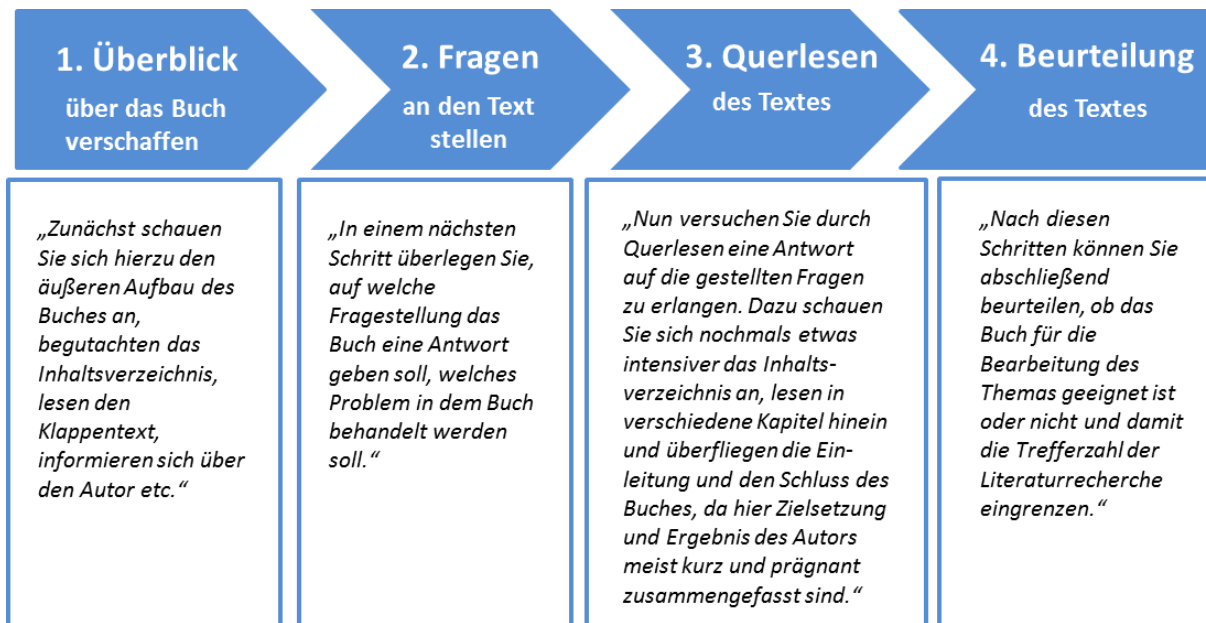 1. Überblick
über das Buch
verschaffen
2. Fragen
an den Text
stellen
3. Querlesen
des Textes
4. Beurteilung
des Textes
„Zunächst schauen
Sie sich hierzu den
äußeren Aufbau des
Buches an,
begutachten das
Inhaltsverzeichnis,
lesen den
Klappentext,
informieren sich über
den Autor etc.“
„In einem nächsten
Schritt überlegen Sie,
auf welche
Fragestellung das
Buch eine Antwort
geben soll, welches
Problem in dem Buch
behandelt werden
soll.“
„Nun versuchen Sie durch
Querlesen eine Antwort
auf die gestellten Fragen
zu erlangen. Dazu schauen
Sie sich nochmals etwas
intensiver das Inhalts-
verzeichnis an, lesen in
verschiedene Kapitel hinein
und überfliegen die Ein-
leitung und den Schluss des
Buches, da hier Zielsetzung
und Ergebnis des Autors
meist kurz und prägnant
zusammengefasst sind.“
„Nach diesen
Schritten können Sie
abschließend
beurteilen, ob das
Buch für die
Bearbeitung des
Themas geeignet ist
oder nicht und damit
die Trefferzahl der
Literaturrecherche
eingrenzen.“